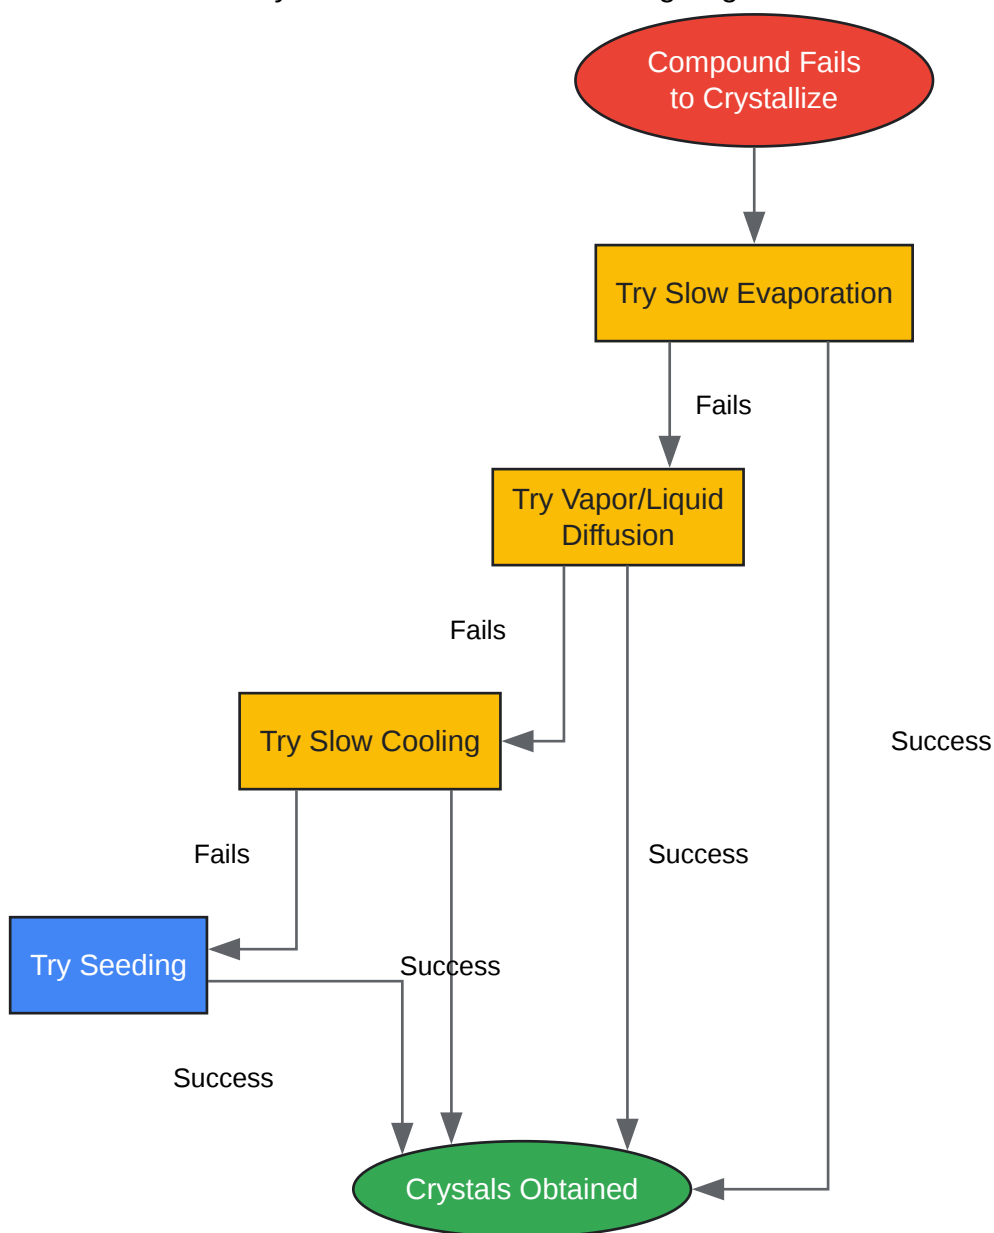 Compound Fails
to Crystallize
Try Slow Evaporation
Fails
Try Vapor/Liquid
Diffusion
Fails
Try Slow Cooling
Success
Fails
Success
Try Seeding
Success
Success
Crystals Obtained